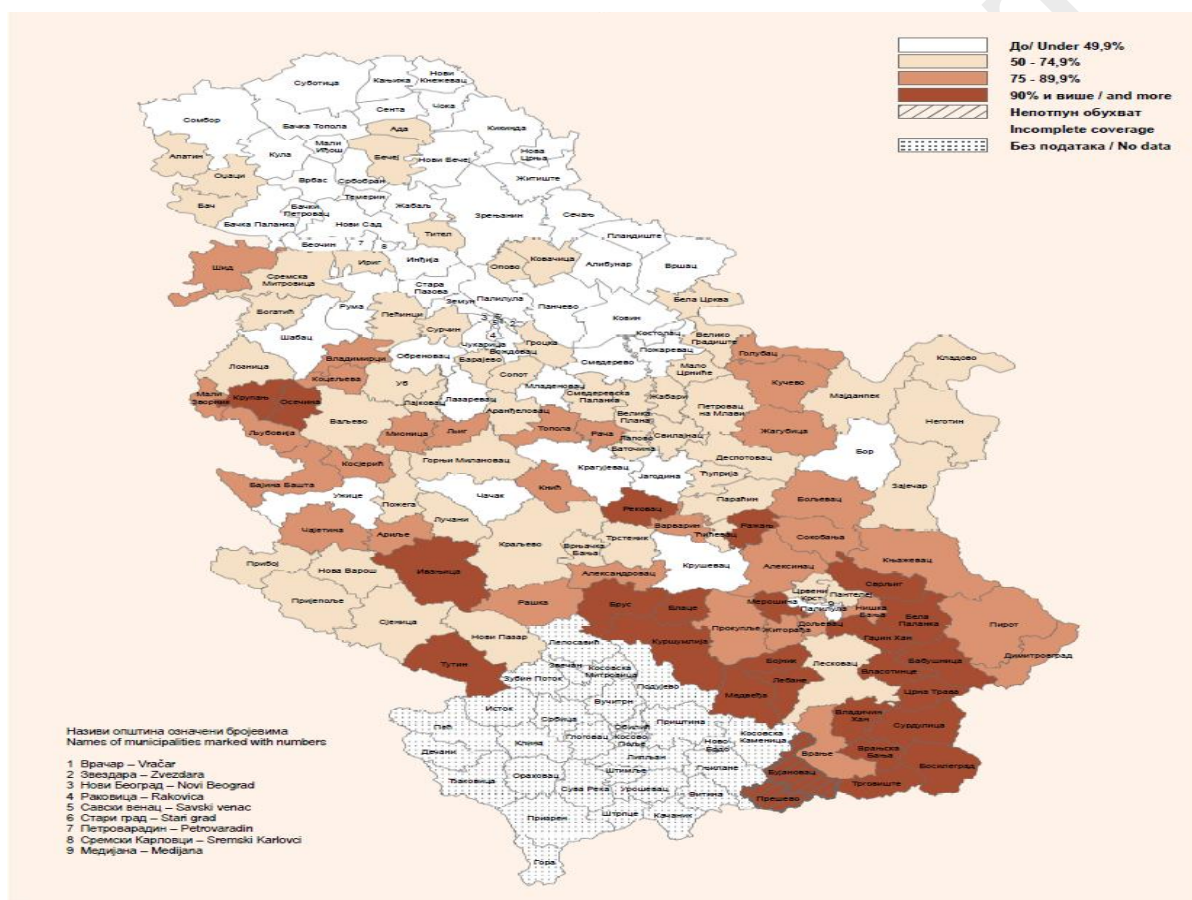 До/ Under 49,9%
50 - 74,9%
75 - 89,9%
90% и више / and more
Непотпун обухват
Incomplete coverage
Без података / No data
Суботица
Кањижа
Нови
Кнежевац
Сомбор
Сента
Чока
Бачка Топола
Ада
Кикинда
Мали
Иђош
Апатин
Кула
Бечеј
Нови Бечеј
Нова
Црња
Оџаци
Врбас
Србобран
Житиште
Бач
Темерин
Бачки
Петровац
Жабаљ
Зрењанин
Сечањ
Бачка Паланка
Нови Сад
Тител
Пландиште
Беочин
7
8
Шид
Ириг
Инђија
Опово
Ковачица
Алибунар
Вршац
Сремска
Митровица
Стара
Пазова
Рума
Земун
Палилула
Панчево
Бела Црква
Богатић
Пећинци
Сурчин
3
2
4
Ковин
Шабац
Чукарица
Гроцка
Костолац
Велико
Градиште
Вождовац
Владимирци
Обреновац
Барајево
Смедерево
Пожаревац
Голубац
Кладово
Лозница
Коцељева
Уб
Сопот
Мало
Црниће
Кучево
Мали
Зворник
Крупањ
Осечина
Лајковац
Лазаревац
Младеновац
Смедеревска
Паланка
Жабари
Мајданпек
Аранђеловац
Велика
Плана
Петровац
на Млави
Неготин
Љубовија
Ваљево
Мионица
Љиг
Топола
Рача
Лапово
Свилајнац
Жагубица
Баточина
Бор
Косјерић
Горњи Милановац
Деспотовац
Бајина Башта
Крагујевац
Јагодина
Ћуприја
Зајечар
Ужице
Чачак
Кнић
Параћин
Бољевац
Пожега
Лучани
Рековац
Чајетина
Ариље
Варварин
Ражањ
Сокобања
Трстеник
Ћићевац
Краљево
Врњачка
Бања
Књажевац
Прибој
Нова Варош
Ивањица
Крушевац
Алексинац
Александровац
Сврљиг
Пријепоље
Рашка
Брус
Блаце
Мерошина
Црвени
Крст
Пантелеј
9
Палилула
Нишка
Бања
Бела
Паланка
Пирот
Сјеница
Нови Пазар
Куршумлија
Прокупље
Житорађа
Дољевац
Гаџин Хан
Димитровград
Тутин
Лепосавић
Звечан
Косовска
Митровица
Зубин Поток
Подујево
Бојник
Лесковац
Бабушница
Лебане
Власотинце
Медвеђа
Црна Трава
Исток
Вучитрн
Пећ
Србица
Обилић
Приштина
Владичин
Хан
Сурдулица
Клина
Глоговац
Косово
Поље
Ново
Брдо
Косовска
Каменица
Дечани
Липљан
Врање
Врањска
Бања
Босилеград
Ђаковица
Ораховац
Штимље
Гњилане
Бујановац
Сува Река
Урошевац
Витина
Трговиште
Прешево
Призрен
Штрпце
Качаник
Гора
Називи општина означени бројевима
Names of municipalities marked with numbers
1 Врачар – Vračar
2 Звездара – Zvezdara
3 Нови Београд – Novi Beograd
4 Раковица – Rakovica
5 Савски венац – Savski venac
6 Стари град – Stari grad
7 Петроварадин – Petrovaradin
8 Сремски Карловци – Sremski Karlovci
9 Медијана – Medijana